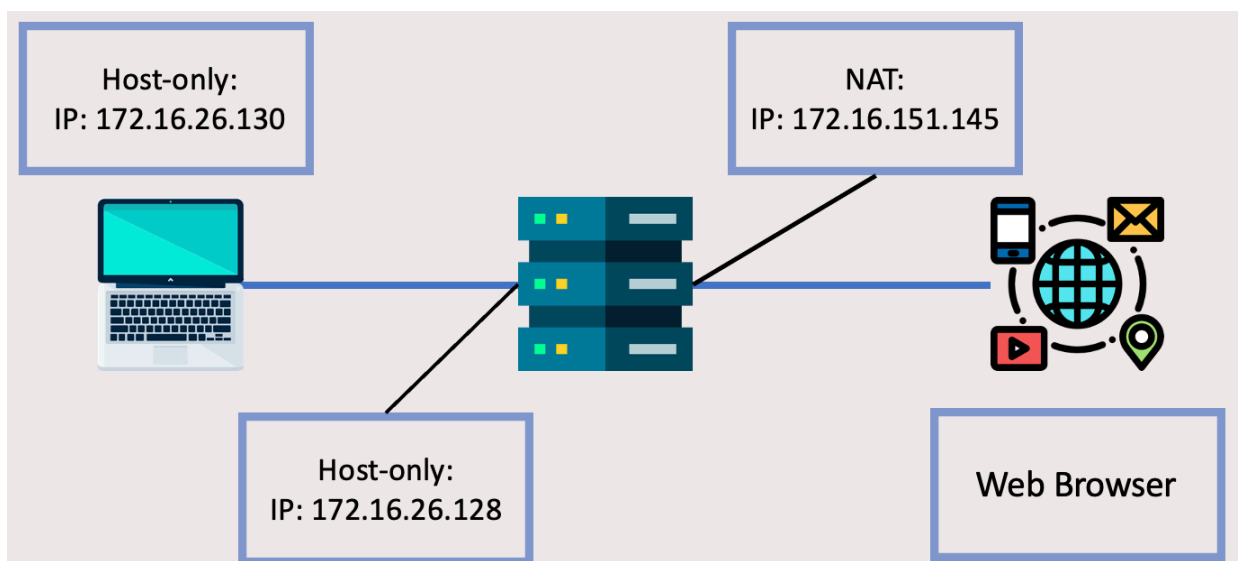 Host-only:
IP: 172.16.26.130
NAT:
IP: 172.16.151.145
Host-only:
IP: 172.16.26.128
Web Browser